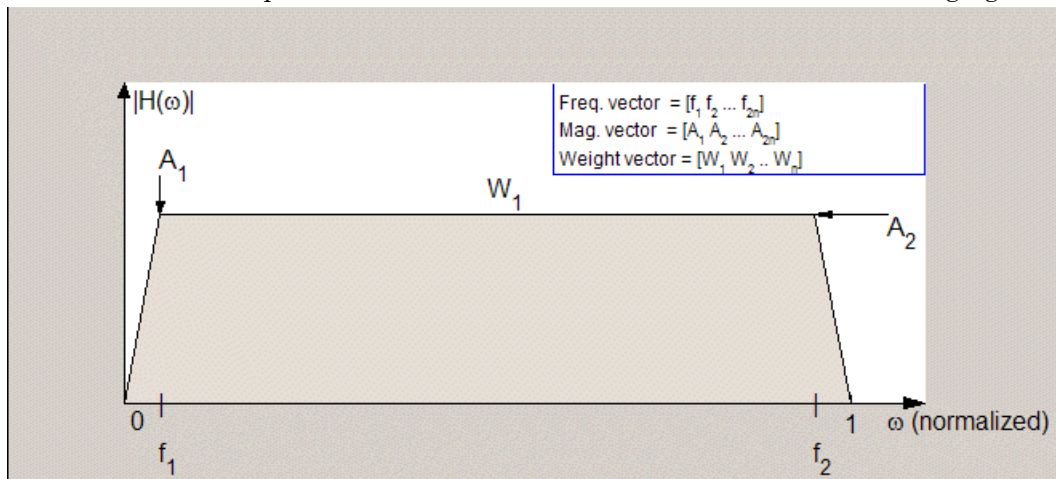 |H(ω)|
Freq. vector = [f₁ f₂ ... f₂ₙ]
Mag. vector = [A₁ A₂ ... A₂ₙ]
Weight vector = [W₁ W₂ .. Wₙ]
A₁
W₁
A₂
0
1
ω (normalized)
f₁
f₂